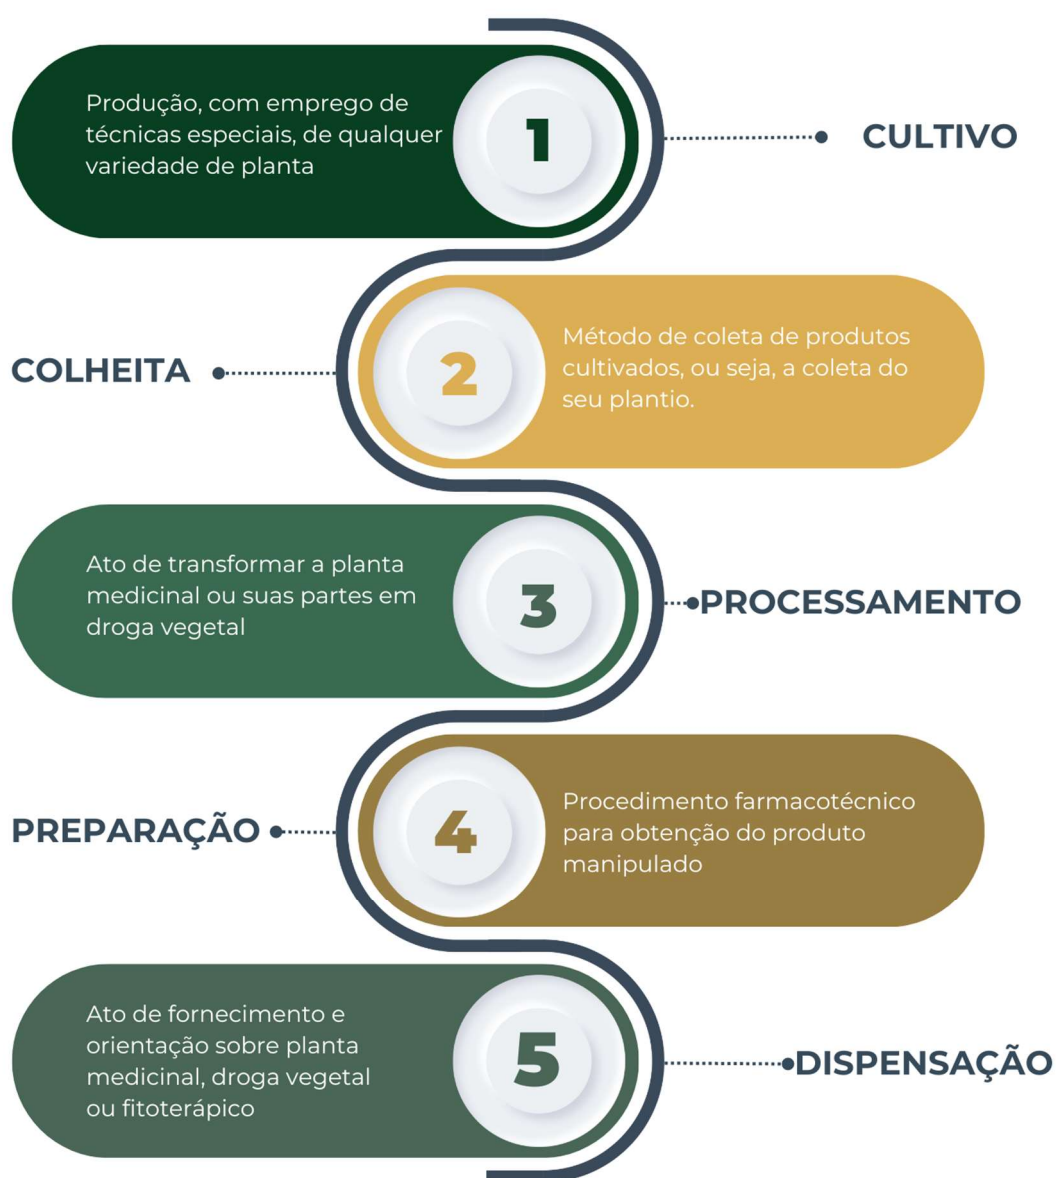 Produção, com emprego de
técnicas especiais, de qualquer
variedade de planta
1
CULTIVO
COLHEITA
2
Método de coleta de produtos
cultivados, ou seja, a coleta do
seu plantio.
Ato de transformar a planta
medicinal ou suas partes em
droga vegetal
3
PROCESSAMENTO
PREPARAÇÃO
4
Procedimento farmacotécnico
para obtenção do produto
manipulado
Ato de fornecimento e
orientação sobre planta
medicinal, droga vegetal
ou fitoterápico
5
DISPENSAÇÃO